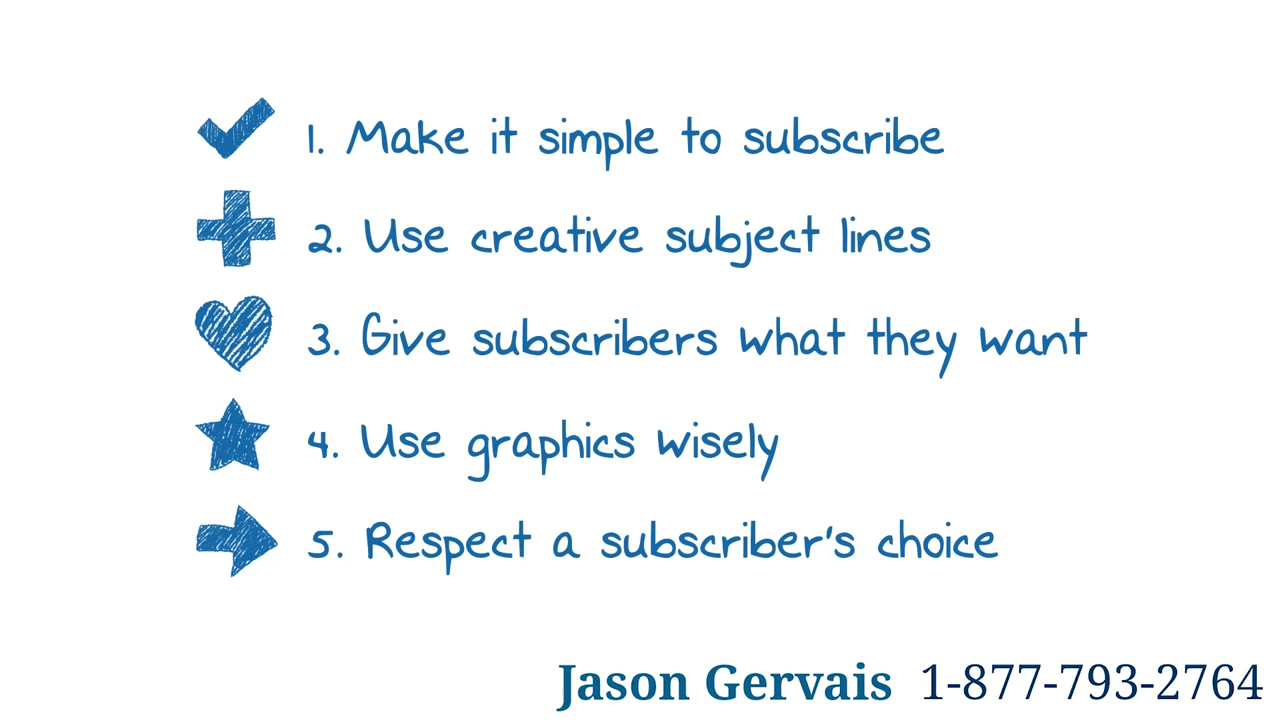 1. Make it simple to subscribe
2. Use creative subject lines
3. Give subscribers what they want
4. Use graphics wisely
5. Respect a subscriber's choice
Jason Gervais 1-877-793-2764